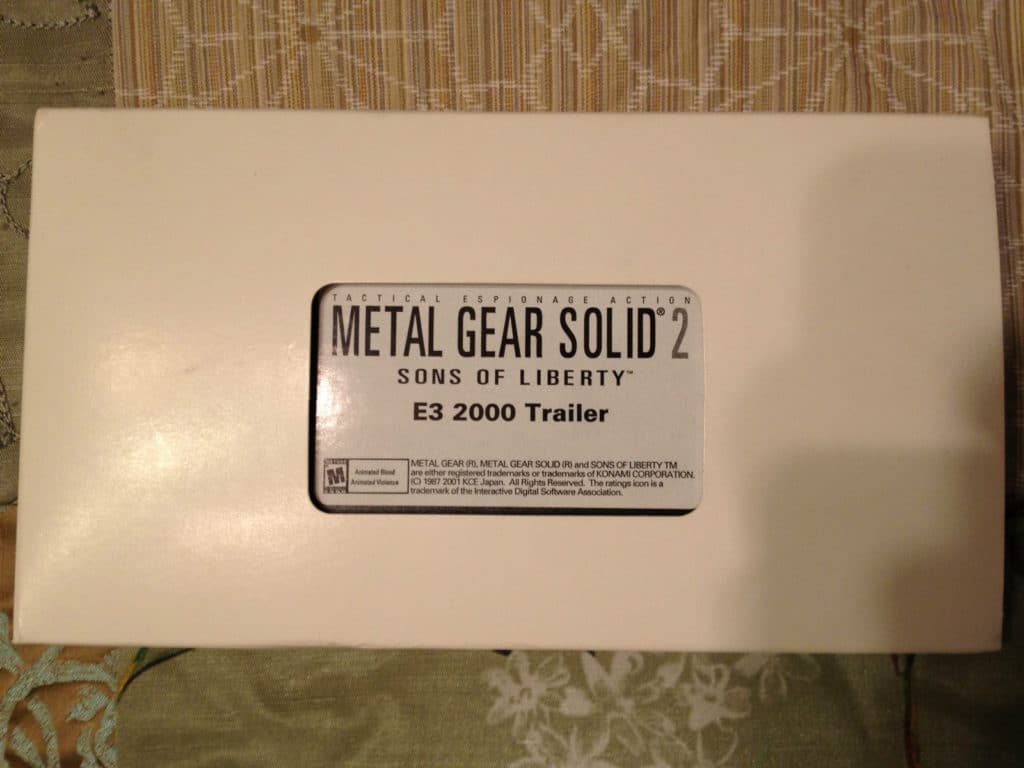 TACTICAL ESPIONAGE ACTION
METAL GEAR SOLID® 2
SONS OF LIBERTY™
E3 2000 Trailer
M
Animated Blood
Animated Violence
METAL GEAR (R), METAL GEAR SOLID (R) and SONS OF LIBERTY TM
are either registered trademarks or trademarks of KONAMI CORPORATION.
(C) 1987 2001 KCE Japan. All Rights Reserved. The ratings icon is a
trademark of the Interactive Digital Software Association.